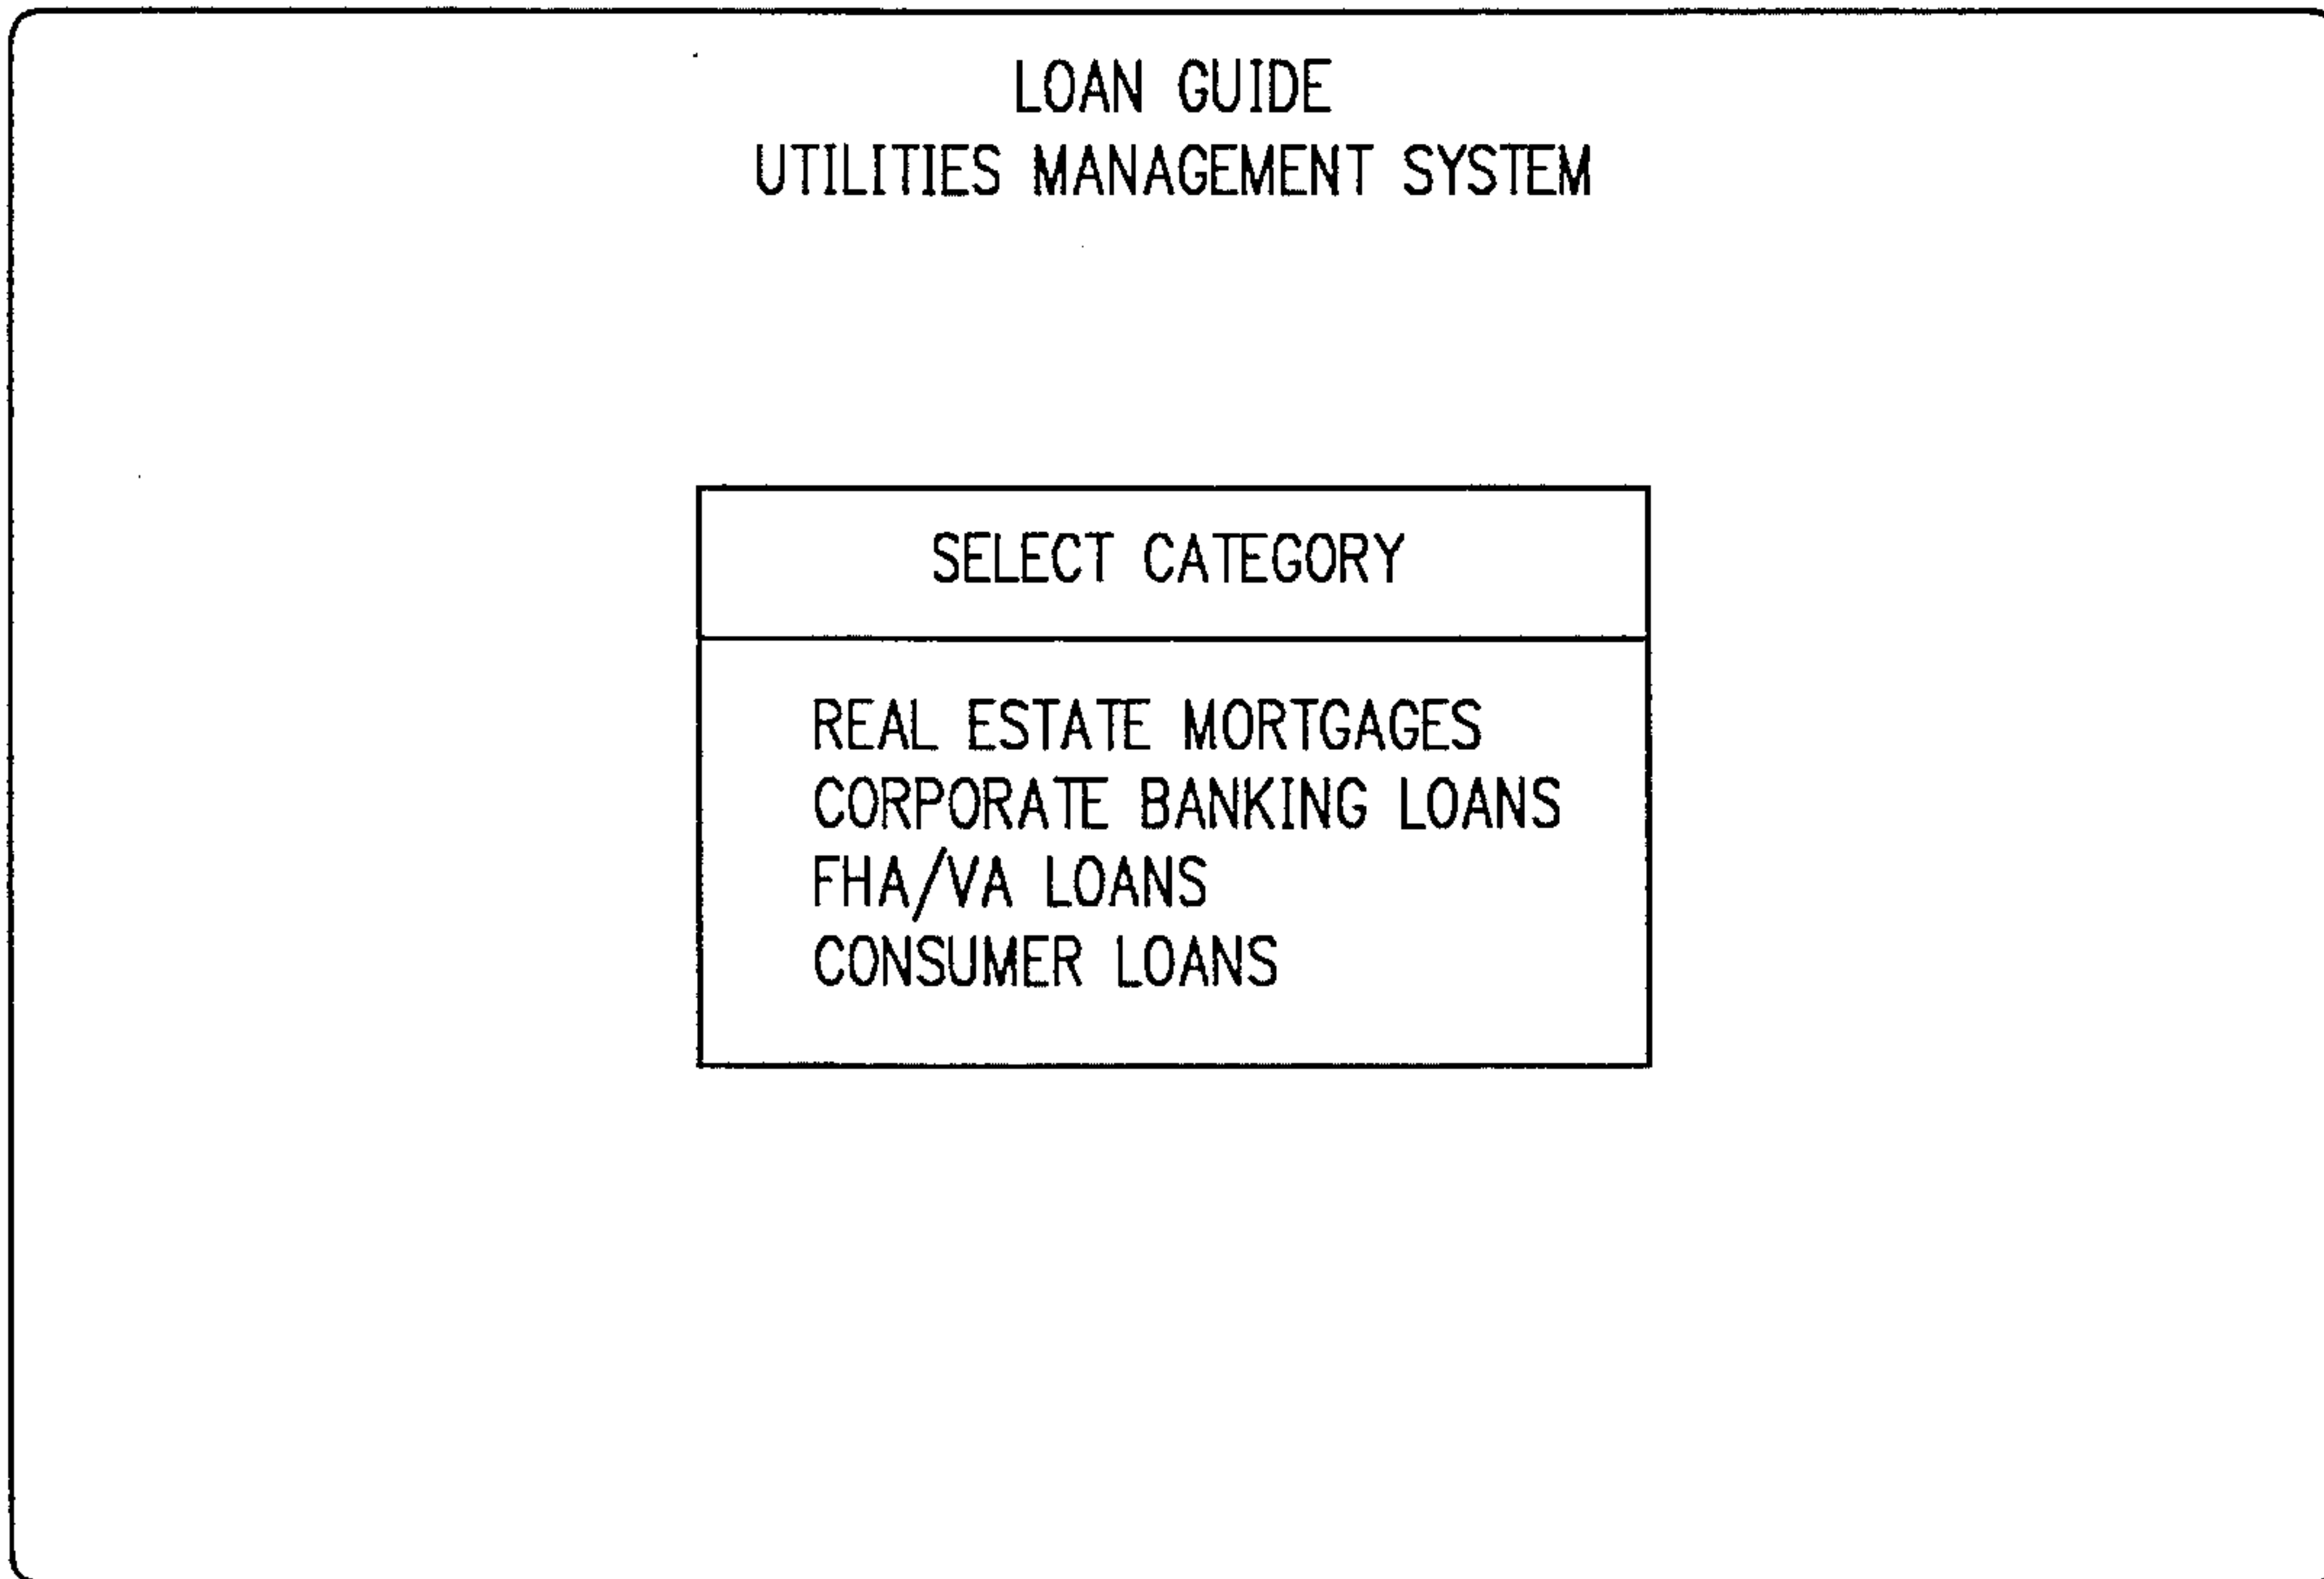 LOAN GUIDE
UTILITIES MANAGEMENT SYSTEM
SELECT CATEGORY
REAL ESTATE MORTGAGES
CORPORATE BANKING LOANS
FHA/VA LOANS
CONSUMER LOANS